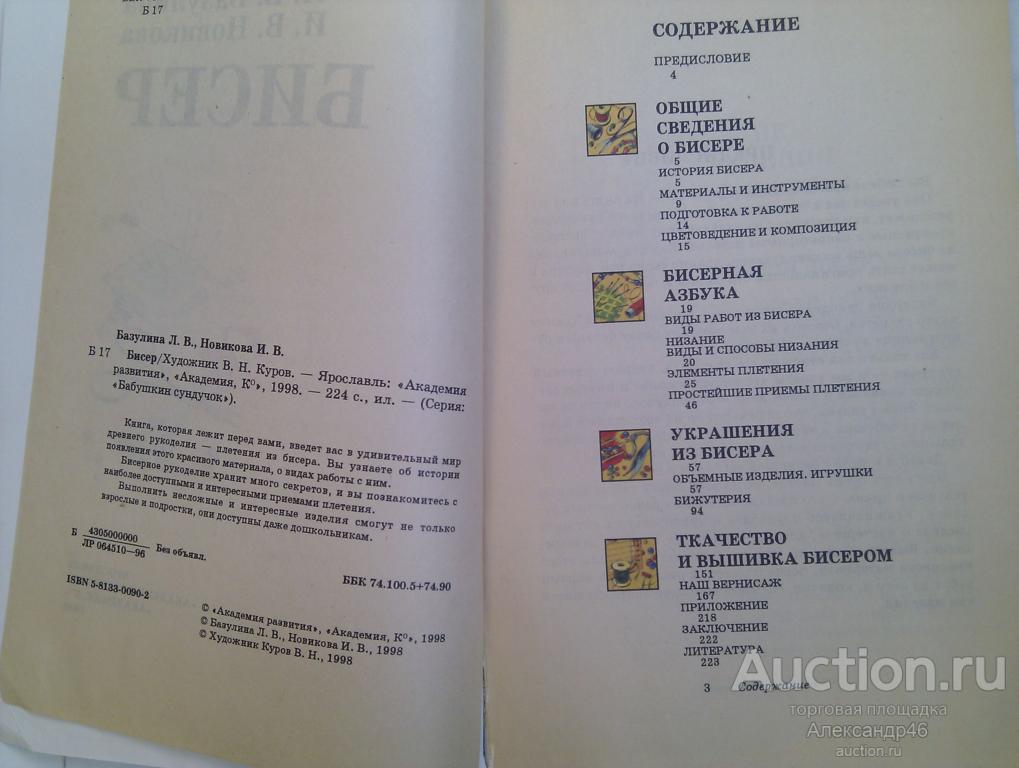 Б 17
И. В. Новикова
БИСЕР
Базулина Л. В., Новикова И. В.
Б 17 Бисер/Художник В. Н. Куров. — Ярославль: «Академия
развития», «Академия, К°», 1998. — 224 с., ил. — (Серия:
«Бабушкин сундучок»).
Книга, которая лежит перед вами, введет вас в удивительный мир
древнего рукоделия — плетения из бисера. Вы узнаете об истории
появления этого красивого материала, о видах работы с ним.
Бисерное рукоделие хранит много секретов, и вы познакомитесь с
наиболее доступными и интересными приемами плетения.
Выполнить несложные и интересные изделия смогут не только
взрослые и подростки, они доступны даже дошкольникам.
Б 4305000000
ЛР 064510—96 Без объявл.
ББК 74.100.5+74.90
ISBN 5-8133-0090-2
© «Академия развития», «Академия, К°», 1998
© Базулина Л. В., Новикова И. В., 1998
© Художник Куров В. Н., 1998
СОДЕРЖАНИЕ
ПРЕДИСЛОВИЕ
4
ОБЩИЕ
СВЕДЕНИЯ
О БИСЕРЕ
5
ИСТОРИЯ БИСЕРА
5
МАТЕРИАЛЫ И ИНСТРУМЕНТЫ
9
ПОДГОТОВКА К РАБОТЕ
14
ЦВЕТОВЕДЕНИЕ И КОМПОЗИЦИЯ
15
БИСЕРНАЯ
АЗБУКА
19
ВИДЫ РАБОТ ИЗ БИСЕРА
19
НИЗАНИЕ
ВИДЫ И СПОСОБЫ НИЗАНИЯ
20
ЭЛЕМЕНТЫ ПЛЕТЕНИЯ
25
ПРОСТЕЙШИЕ ПРИЕМЫ ПЛЕТЕНИЯ
46
УКРАШЕНИЯ
ИЗ БИСЕРА
57
ОБЪЕМНЫЕ ИЗДЕЛИЯ. ИГРУШКИ
57
БИЖУТЕРИЯ
94
ТКАЧЕСТВО
И ВЫШИВКА БИСЕРОМ
151
НАШ ВЕРНИСАЖ
167
ПРИЛОЖЕНИЕ
218
ЗАКЛЮЧЕНИЕ
222
ЛИТЕРАТУРА
223
3 Содержание
Auction.ru
торговая площадка
Александр46
auction.ru